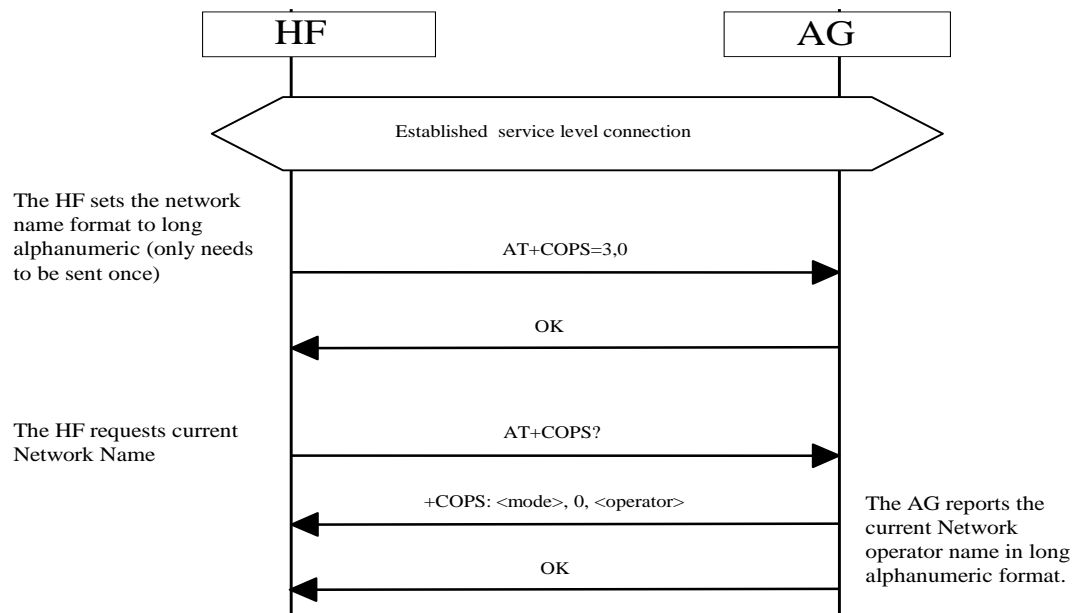 HF
AG
Established service level connection
The HF sets the network
name format to long
alphanumeric (only needs
to be sent once)
AT+COPS=3,0
OK
The HF requests current
Network Name
AT+COPS?
+COPS: <mode>, 0, <operator>
The AG reports the
current Network
operator name in long
alphanumeric format.
OK